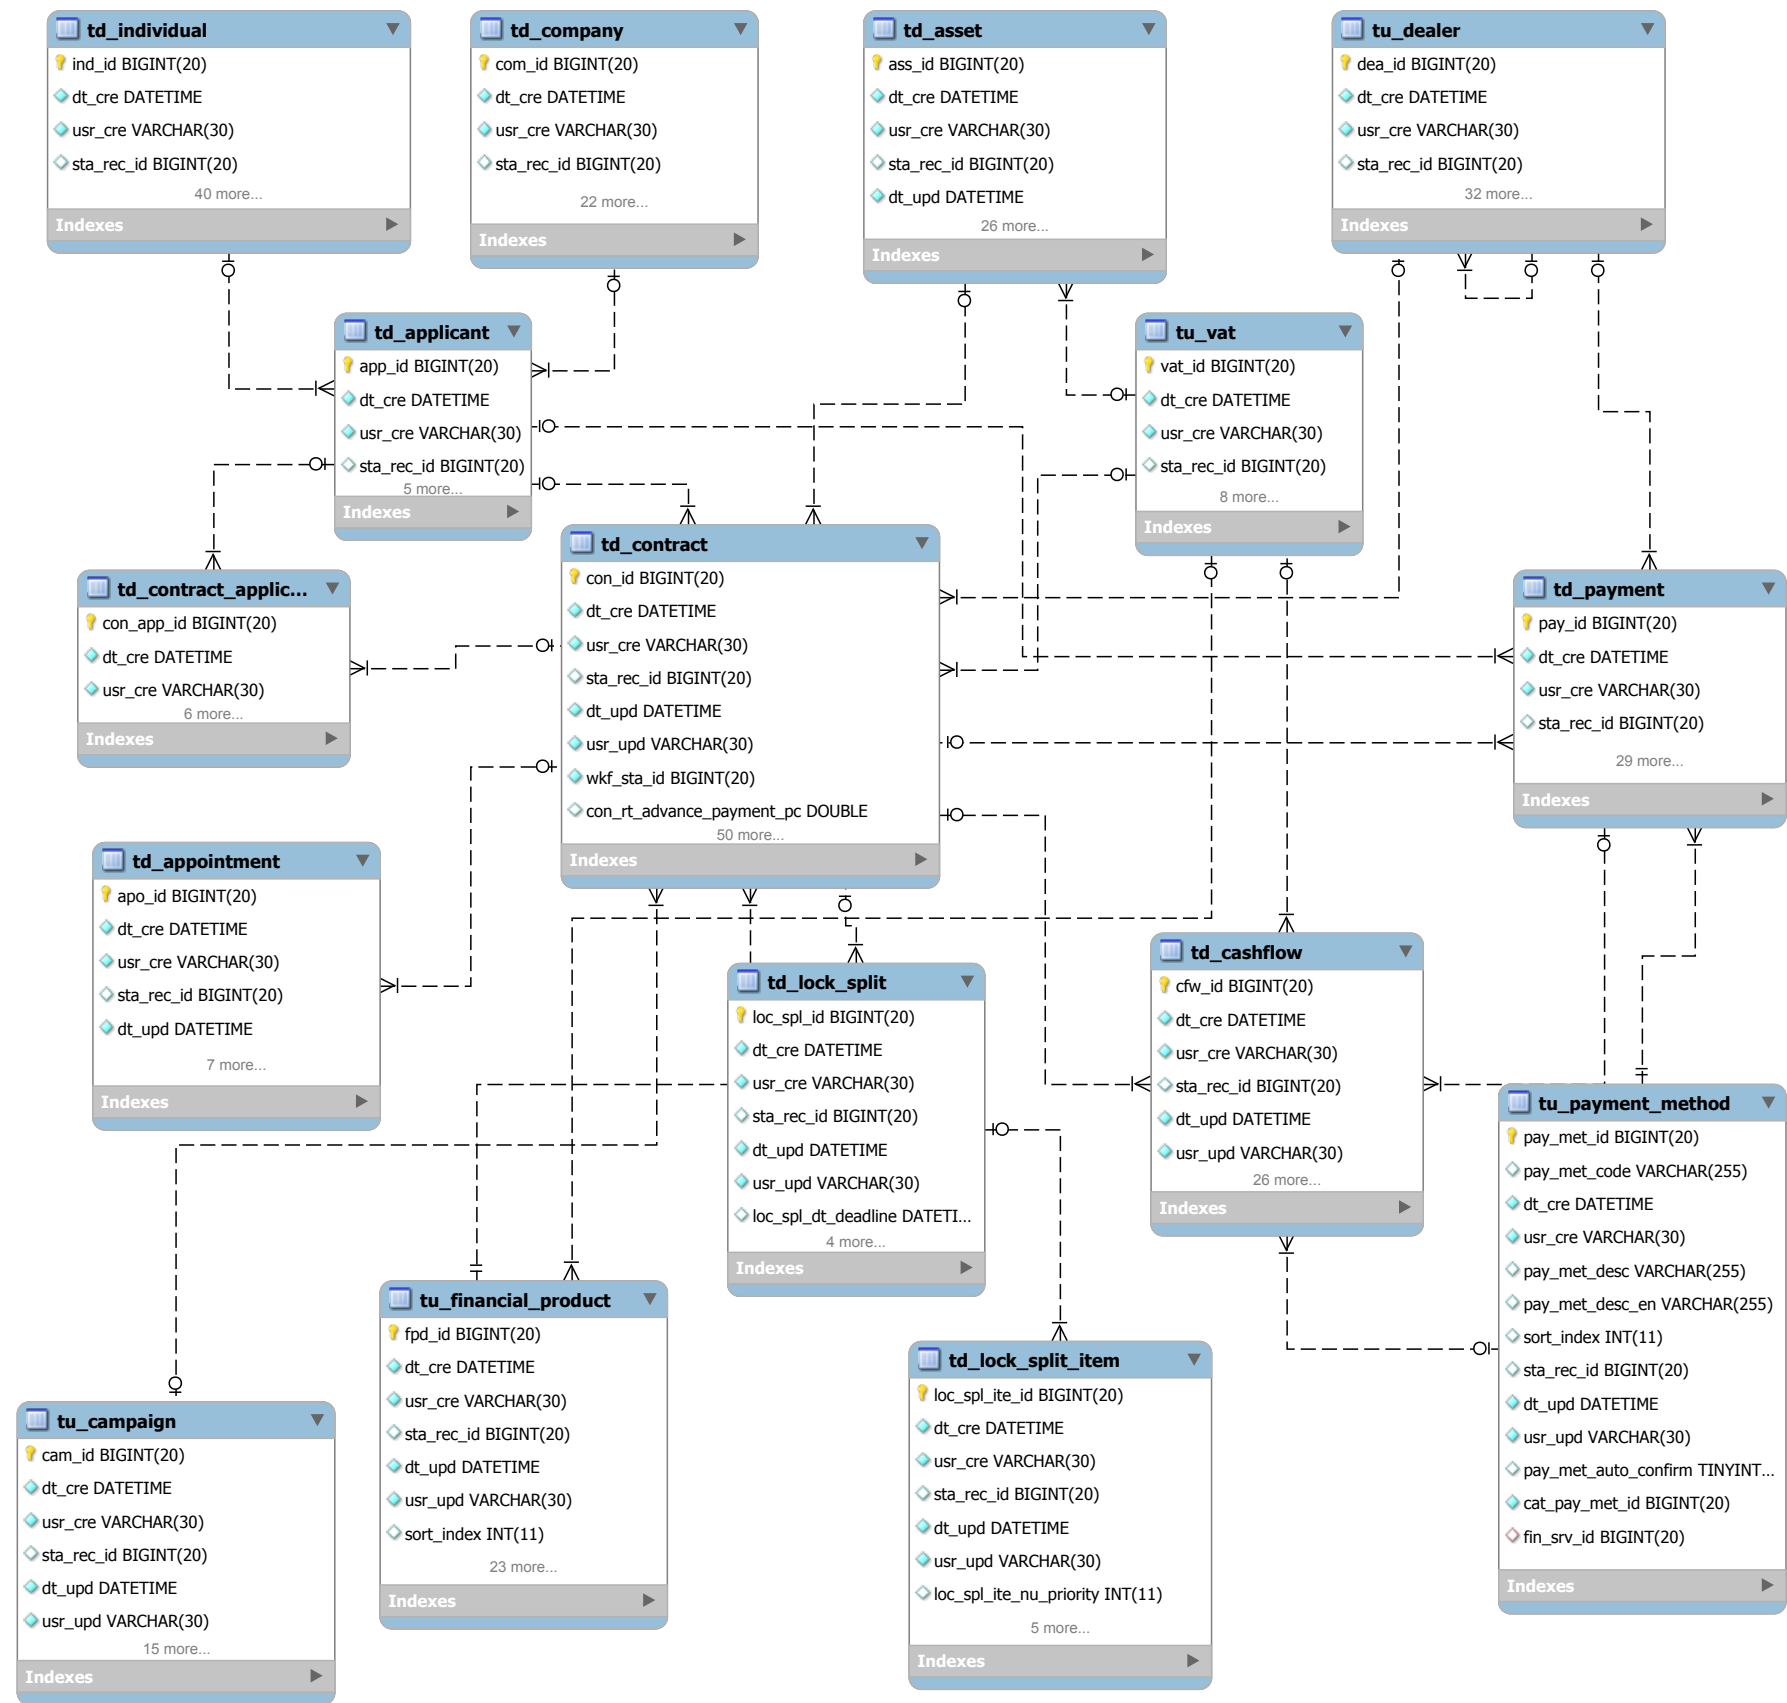 td_individual
ind_id BIGINT(20)
dt_cre DATETIME
usr_cre VARCHAR(30)
sta_rec_id BIGINT(20)
40 more...
Indexes
td_company
com_id BIGINT(20)
dt_cre DATETIME
usr_cre VARCHAR(30)
sta_rec_id BIGINT(20)
22 more...
Indexes
td_asset
ass_id BIGINT(20)
dt_cre DATETIME
usr_cre VARCHAR(30)
sta_rec_id BIGINT(20)
dt_upd DATETIME
26 more...
Indexes
tu_dealer
dea_id BIGINT(20)
dt_cre DATETIME
usr_cre VARCHAR(30)
sta_rec_id BIGINT(20)
32 more...
Indexes
td_applicant
app_id BIGINT(20)
dt_cre DATETIME
usr_cre VARCHAR(30)
sta_rec_id BIGINT(20)
5 more...
Indexes
tu_vat
vat_id BIGINT(20)
dt_cre DATETIME
usr_cre VARCHAR(30)
sta_rec_id BIGINT(20)
8 more...
Indexes
td_contract_applic...
con_app_id BIGINT(20)
dt_cre DATETIME
usr_cre VARCHAR(30)
6 more...
Indexes
td_contract
con_id BIGINT(20)
dt_cre DATETIME
usr_cre VARCHAR(30)
sta_rec_id BIGINT(20)
dt_upd DATETIME
usr_upd VARCHAR(30)
wkf_sta_id BIGINT(20)
con_rt_advance_payment_pc DOUBLE
50 more...
Indexes
td_payment
pay_id BIGINT(20)
dt_cre DATETIME
usr_cre VARCHAR(30)
sta_rec_id BIGINT(20)
29 more...
Indexes
td_appointment
apo_id BIGINT(20)
dt_cre DATETIME
usr_cre VARCHAR(30)
sta_rec_id BIGINT(20)
dt_upd DATETIME
7 more...
Indexes
td_lock_split
loc_spl_id BIGINT(20)
dt_cre DATETIME
usr_cre VARCHAR(30)
sta_rec_id BIGINT(20)
dt_upd DATETIME
usr_upd VARCHAR(30)
loc_spl_dt_deadline DATETI...
4 more...
Indexes
td_cashflow
cfw_id BIGINT(20)
dt_cre DATETIME
usr_cre VARCHAR(30)
sta_rec_id BIGINT(20)
dt_upd DATETIME
usr_upd VARCHAR(30)
26 more...
Indexes
tu_payment_method
pay_met_id BIGINT(20)
pay_met_code VARCHAR(255)
dt_cre DATETIME
usr_cre VARCHAR(30)
pay_met_desc VARCHAR(255)
pay_met_desc_en VARCHAR(255)
sort_index INT(11)
sta_rec_id BIGINT(20)
dt_upd DATETIME
usr_upd VARCHAR(30)
pay_met_auto_confirm TINYINT...
cat_pay_met_id BIGINT(20)
fin_srv_id BIGINT(20)
Indexes
tu_financial_product
fpd_id BIGINT(20)
dt_cre DATETIME
usr_cre VARCHAR(30)
sta_rec_id BIGINT(20)
dt_upd DATETIME
usr_upd VARCHAR(30)
sort_index INT(11)
23 more...
Indexes
td_lock_split_item
loc_spl_ite_id BIGINT(20)
dt_cre DATETIME
usr_cre VARCHAR(30)
sta_rec_id BIGINT(20)
dt_upd DATETIME
usr_upd VARCHAR(30)
loc_spl_ite_nu_priority INT(11)
5 more...
Indexes
tu_campaign
cam_id BIGINT(20)
dt_cre DATETIME
usr_cre VARCHAR(30)
sta_rec_id BIGINT(20)
dt_upd DATETIME
usr_upd VARCHAR(30)
15 more...
Indexes